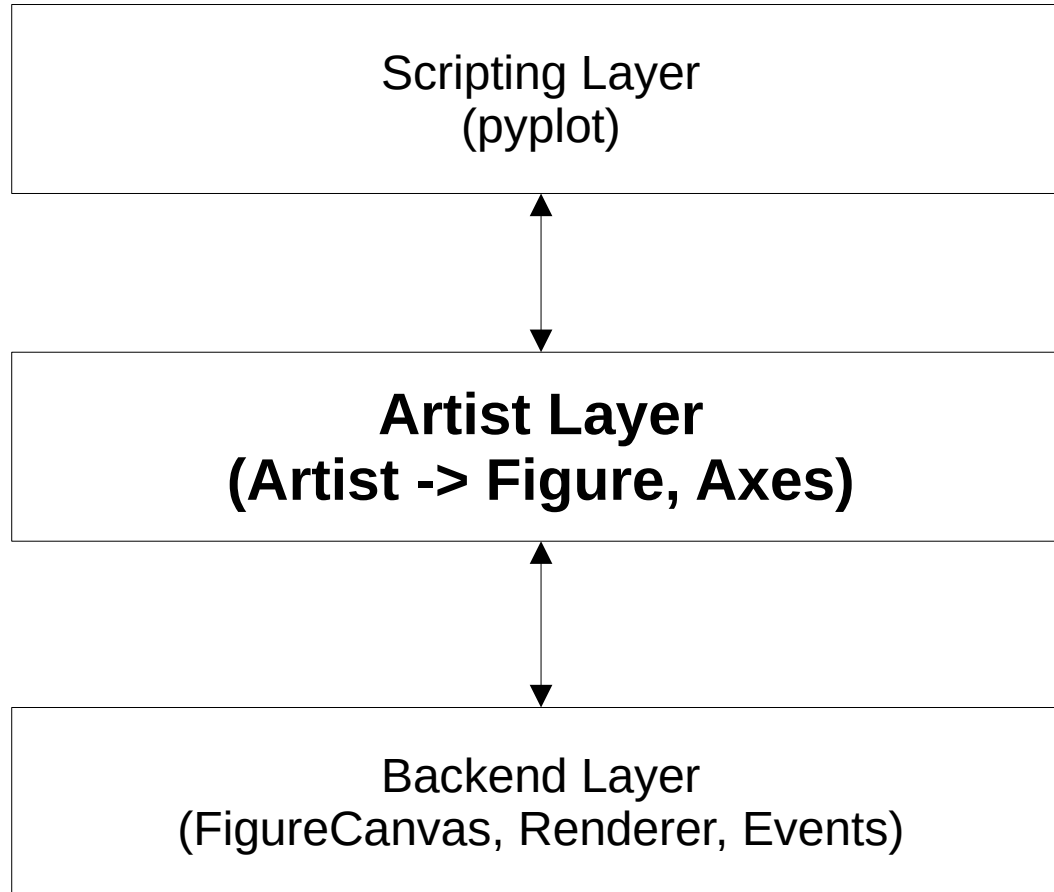 Scripting Layer
(pyplot)
Artist Layer
(Artist -> Figure, Axes)
Backend Layer
(FigureCanvas, Renderer, Events)